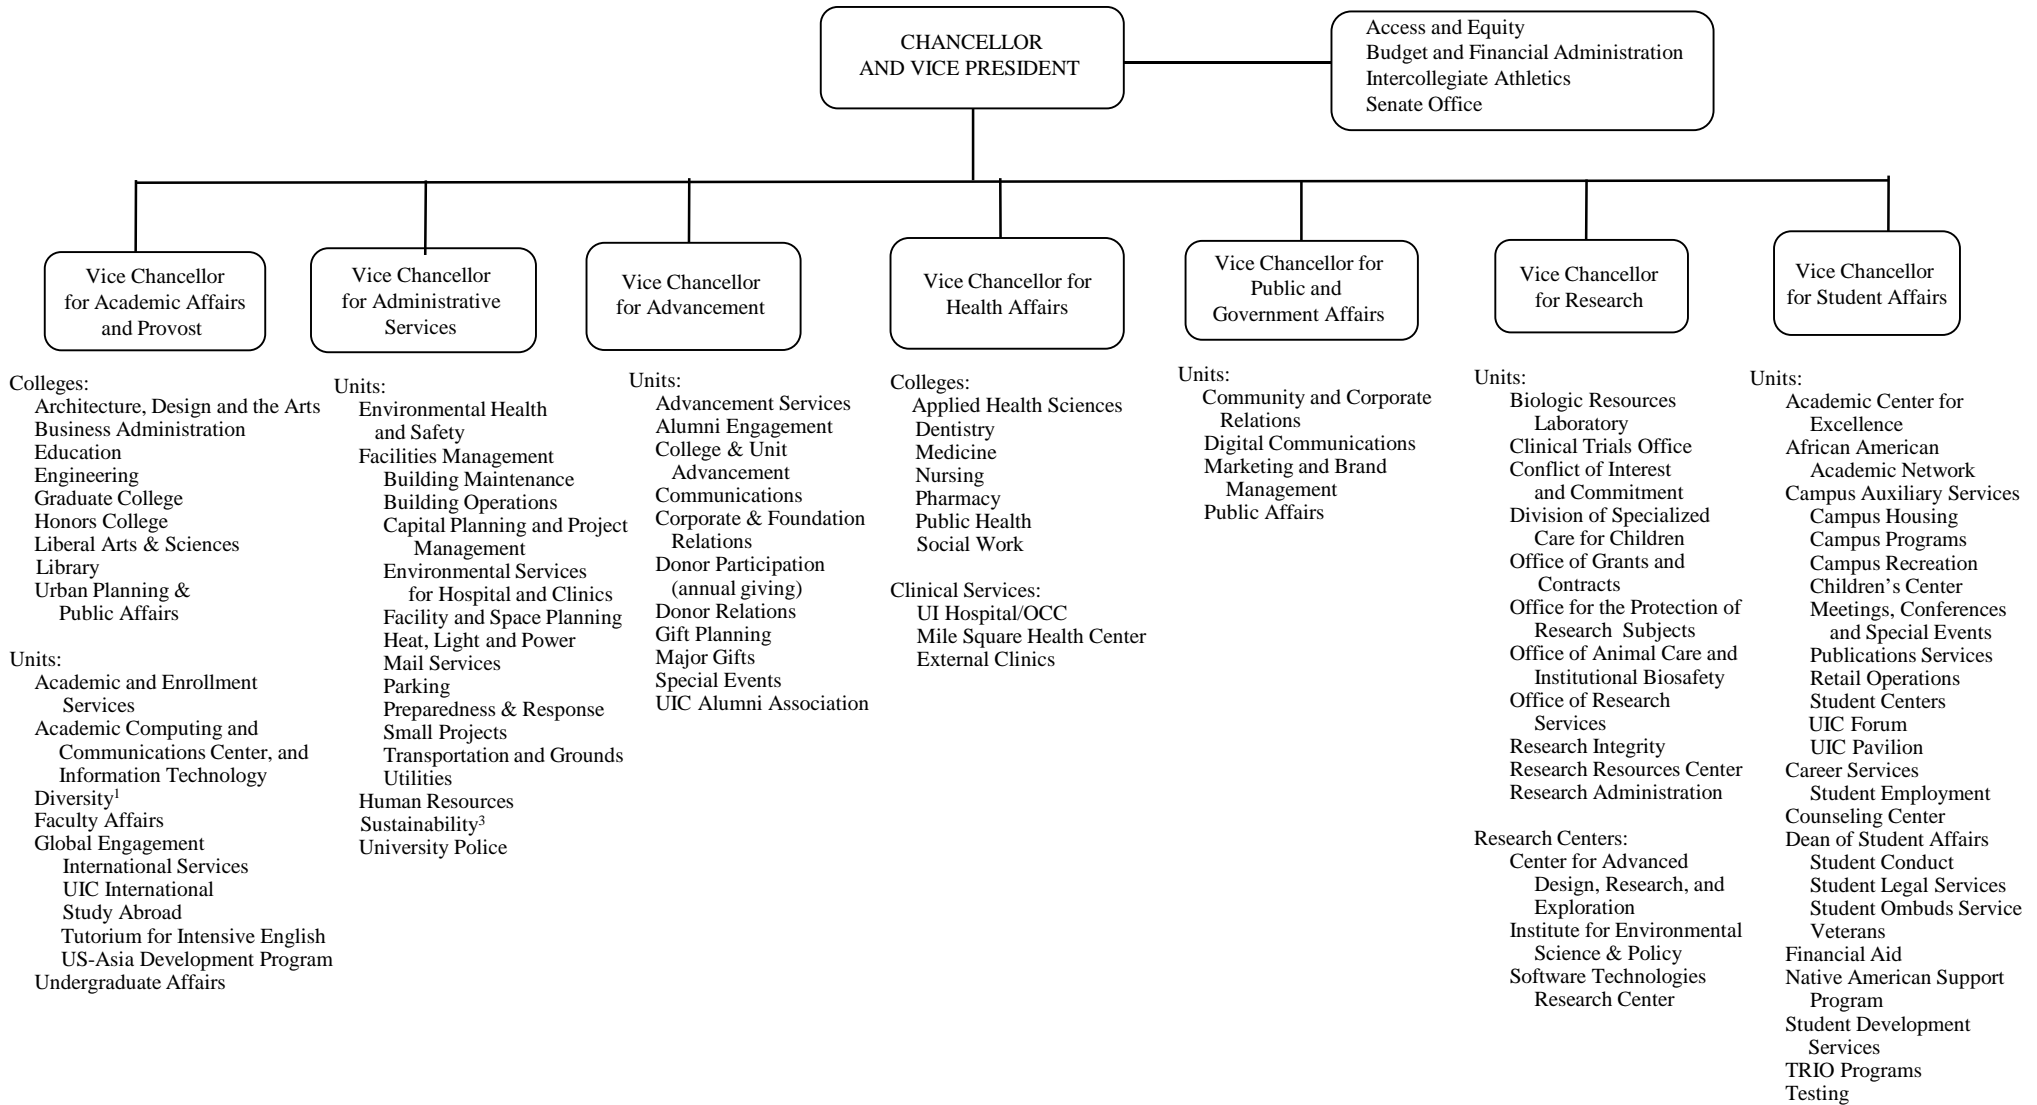 CHANCELLOR
AND VICE PRESIDENT
Access and Equity
Budget and Financial Administration
Intercollegiate Athletics
Senate Office
Vice Chancellor
for Academic Affairs
and Provost
Colleges:
Architecture, Design and the Arts
Business Administration
Education
Engineering
Graduate College
Honors College
Liberal Arts & Sciences
Library
Urban Planning &
Public Affairs
Units:
Academic and Enrollment
Services
Academic Computing and
Communications Center, and
Information Technology
Diversity¹
Faculty Affairs
Global Engagement
International Services
UIC International
Study Abroad
Tutorium for Intensive English
US-Asia Development Program
Undergraduate Affairs
Vice Chancellor
for Administrative
Services
Units:
Environmental Health
and Safety
Facilities Management
Building Maintenance
Building Operations
Capital Planning and Project
Management
Environmental Services
for Hospital and Clinics
Facility and Space Planning
Heat, Light and Power
Mail Services
Parking
Preparedness & Response
Small Projects
Transportation and Grounds
Utilities
Human Resources
Sustainability³
University Police
Vice Chancellor
for Advancement
Units:
Advancement Services
Alumni Engagement
College & Unit
Advancement
Communications
Corporate & Foundation
Relations
Donor Participation
(annual giving)
Donor Relations
Gift Planning
Major Gifts
Special Events
UIC Alumni Association
Vice Chancellor for
Health Affairs
Colleges:
Applied Health Sciences
Dentistry
Medicine
Nursing
Pharmacy
Public Health
Social Work
Clinical Services:
UI Hospital/OCC
Mile Square Health Center
External Clinics
Vice Chancellor for
Public and
Government Affairs
Units:
Community and Corporate
Relations
Digital Communications
Marketing and Brand
Management
Public Affairs
Vice Chancellor
for Research
Units:
Biologic Resources
Laboratory
Clinical Trials Office
Conflict of Interest
and Commitment
Division of Specialized
Care for Children
Office of Grants and
Contracts
Office for the Protection of
Research Subjects
Office of Animal Care and
Institutional Biosafety
Office of Research
Services
Research Integrity
Research Resources Center
Research Administration
Research Centers:
Center for Advanced
Design, Research, and
Exploration
Institute for Environmental
Science & Policy
Software Technologies
Research Center
Vice Chancellor
for Student Affairs
Units:
Academic Center for
Excellence
African American
Academic Network
Campus Auxiliary Services
Campus Housing
Campus Programs
Campus Recreation
Children’s Center
Meetings, Conferences
and Special Events
Publications Services
Retail Operations
Student Centers
UIC Forum
UIC Pavilion
Career Services
Student Employment
Counseling Center
Dean of Student Affairs
Student Conduct
Student Legal Services
Student Ombuds Service
Veterans
Financial Aid
Native American Support
Program
Student Development
Services
TRIO Programs
Testing